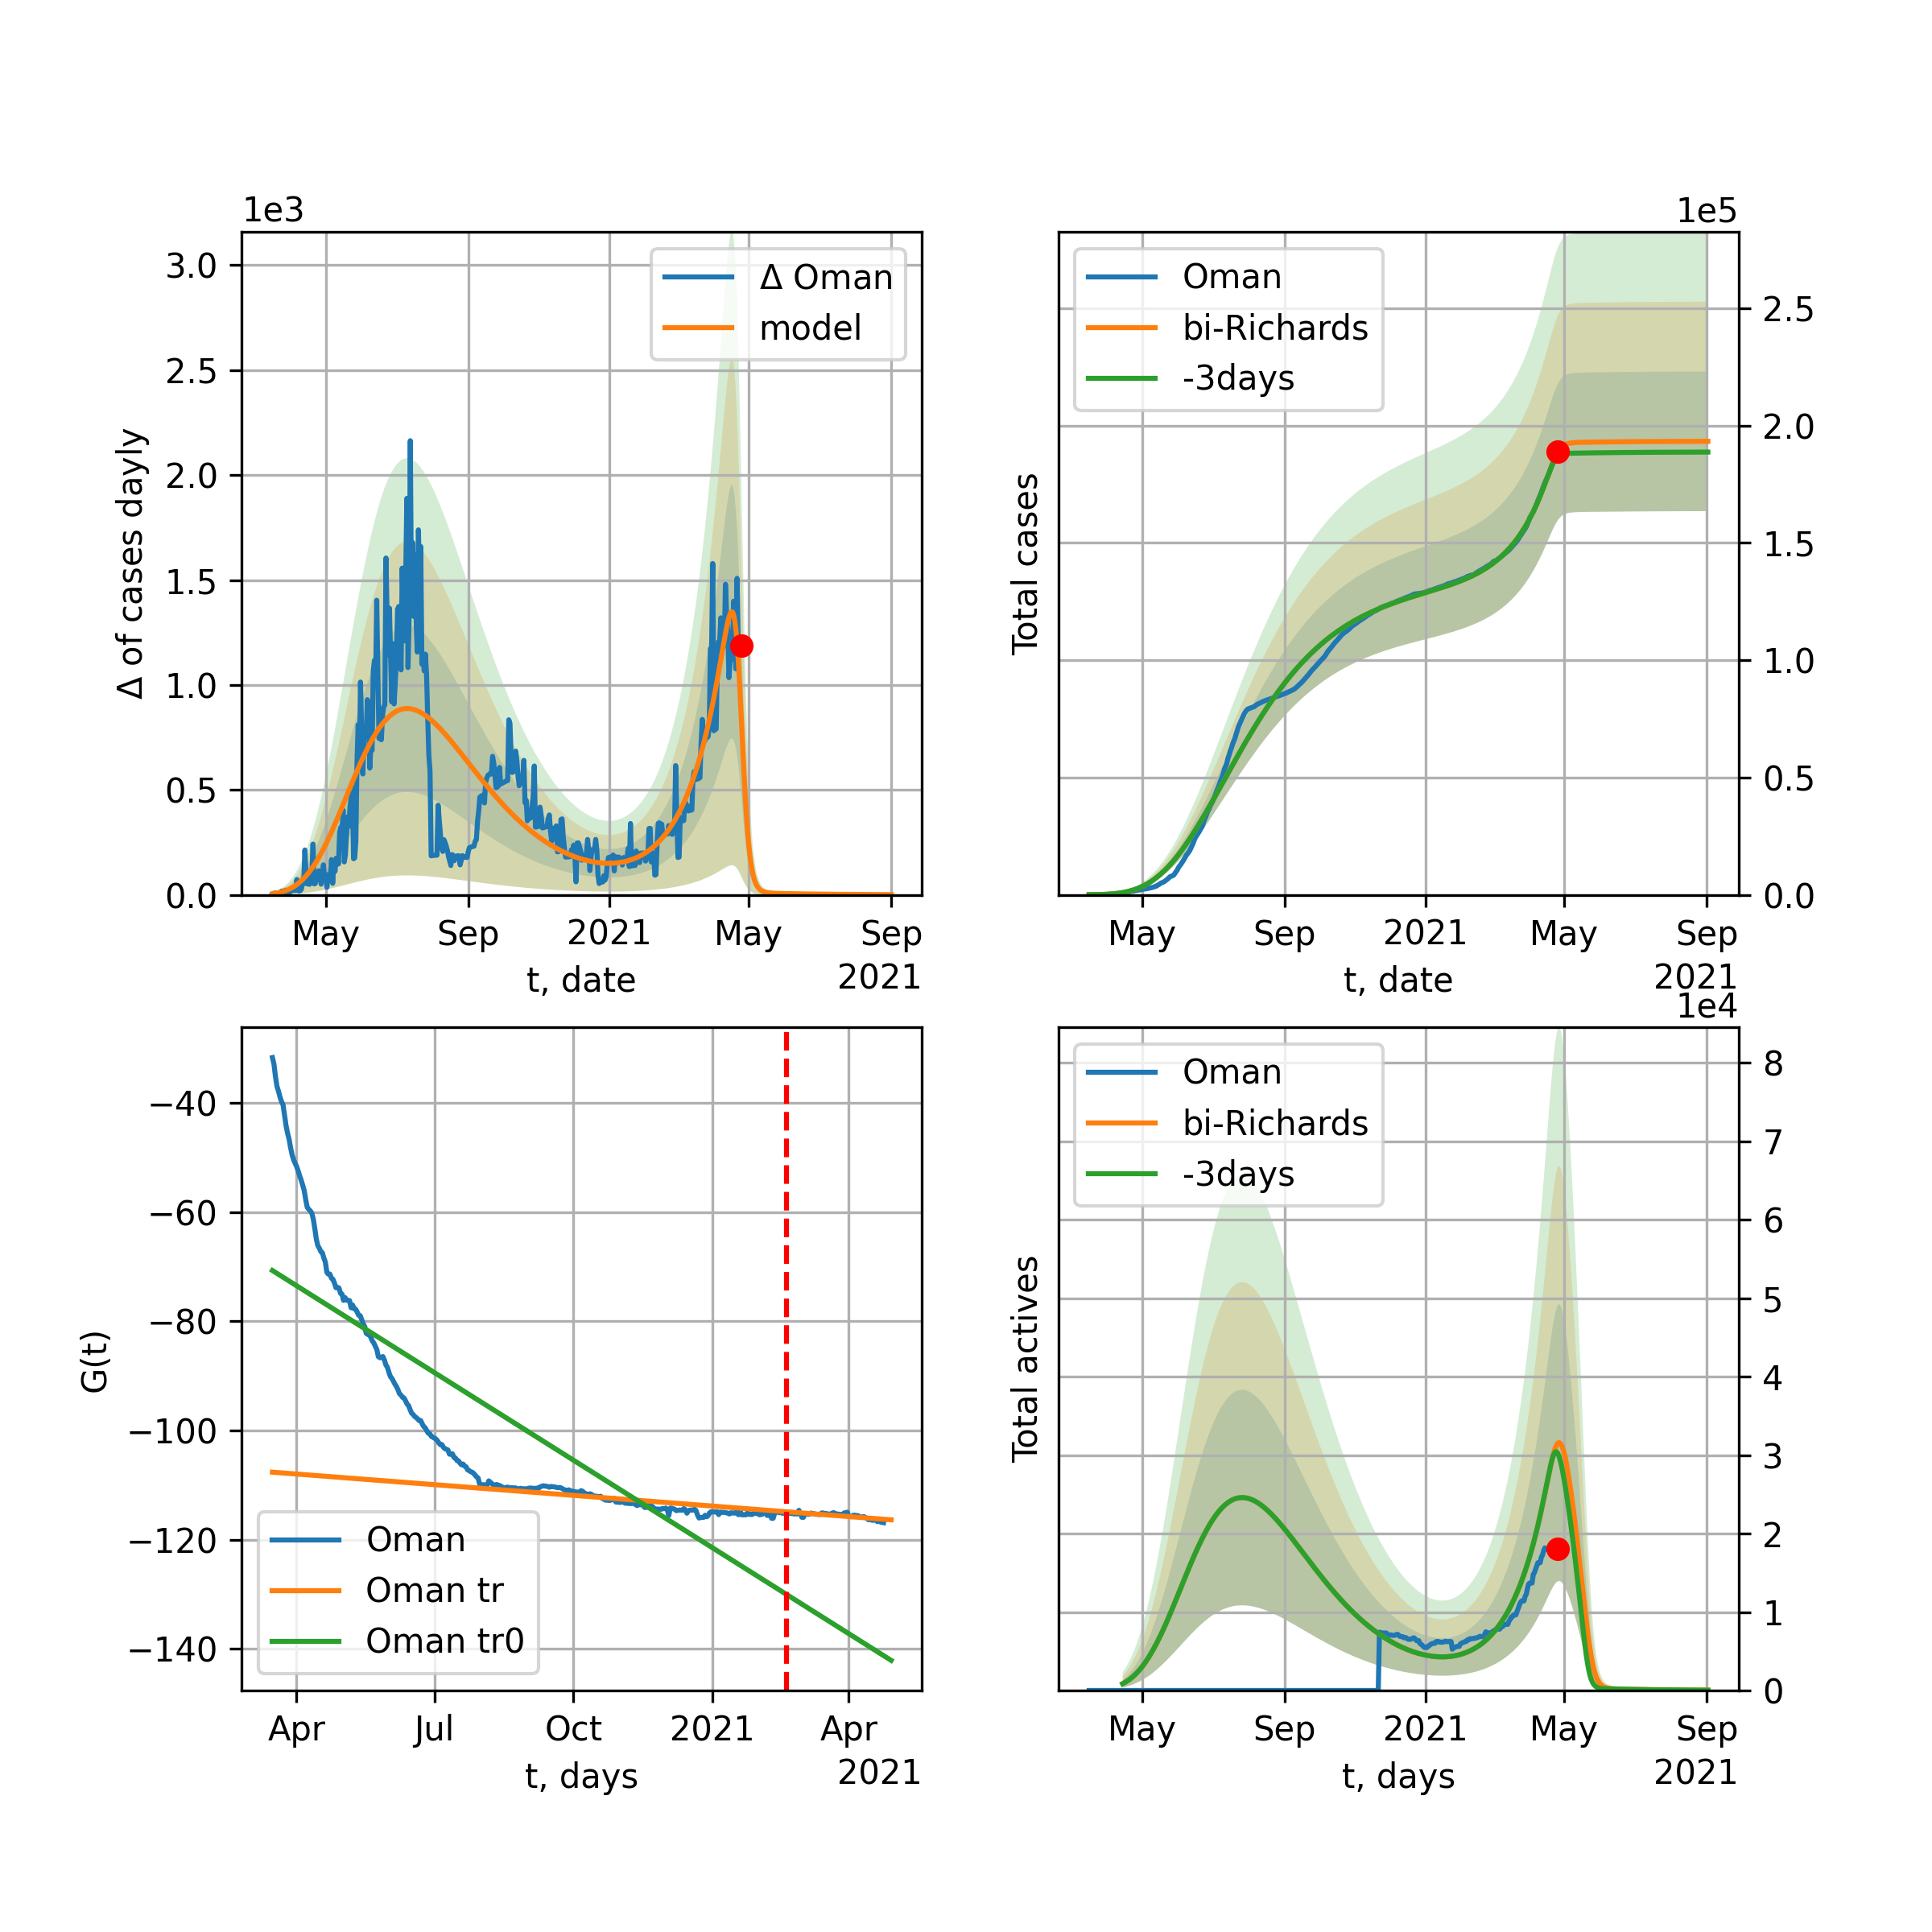 1e3
Δ of cases dayly
3.0
2.5
2.0
1.5
1.0
0.5
0.0
Δ Oman
model
May Sep 2021 May Sep
2021
t, date
1e5
Total cases
Oman
bi-Richards
-3days
2.5
2.0
1.5
1.0
0.5
0.0
May Sep 2021 May Sep
2021
t, date
G(t)
−40
−60
−80
−100
−120
−140
Oman
Oman tr
Oman tr0
Apr Jul Oct 2021 Apr
2021
t, days
1e4
Total actives
Oman
bi-Richards
-3days
8
7
6
5
4
3
2
1
0
May Sep 2021 May Sep
2021
t, days